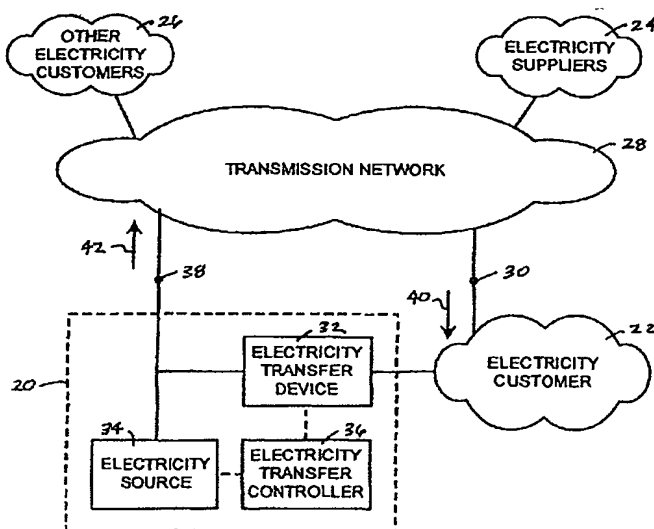 26
OTHER
ELECTRICITY
CUSTOMERS
24
ELECTRICITY
SUPPLIERS
28
TRANSMISSION NETWORK
42
38
30
40
32
22
ELECTRICITY
TRANSFER
DEVICE
ELECTRICITY
CUSTOMER
20
34
36
ELECTRICITY
SOURCE
ELECTRICITY
TRANSFER
CONTROLLER